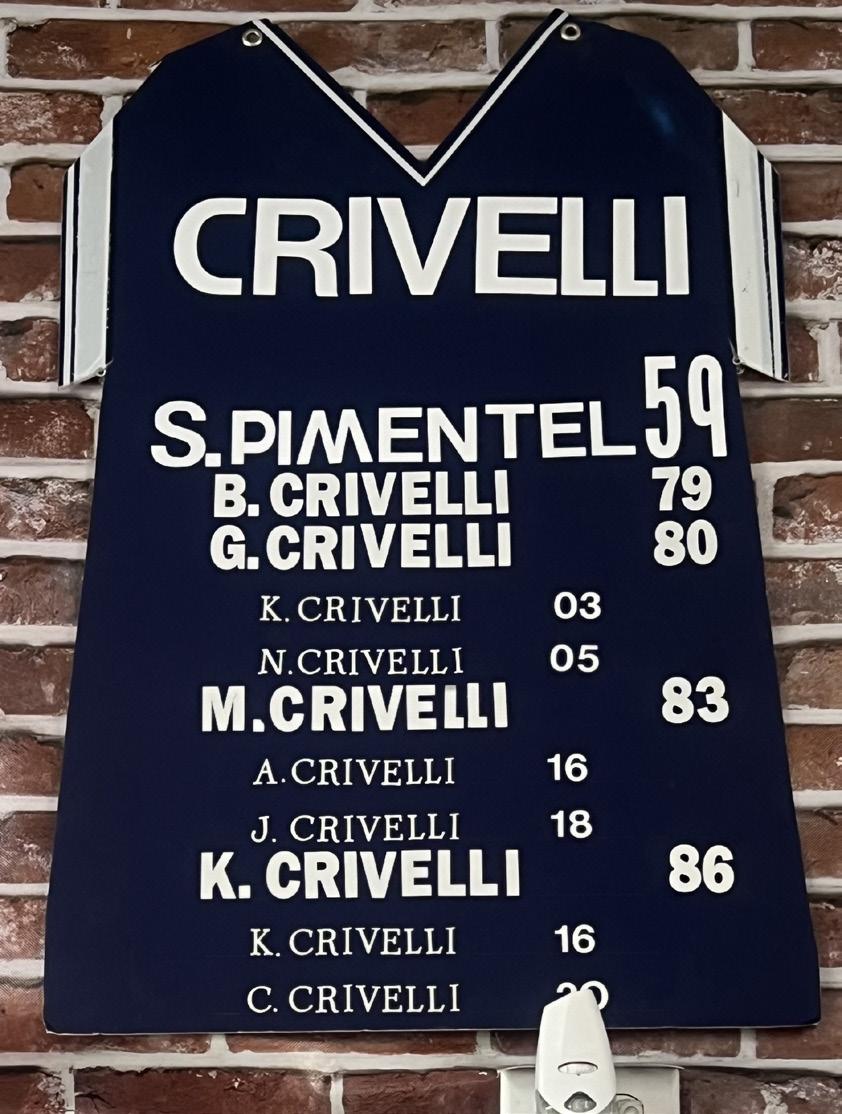 CRIVELLI
S. PIMENTEL 59
B. CRIVELLI 79
G. CRIVELLI 80
K. CRIVELLI 03
N. CRIVELLI 05
M. CRIVELLI 83
A. CRIVELLI 16
J. CRIVELLI 18
K. CRIVELLI 86
K. CRIVELLI 16
C. CRIVELLI 20